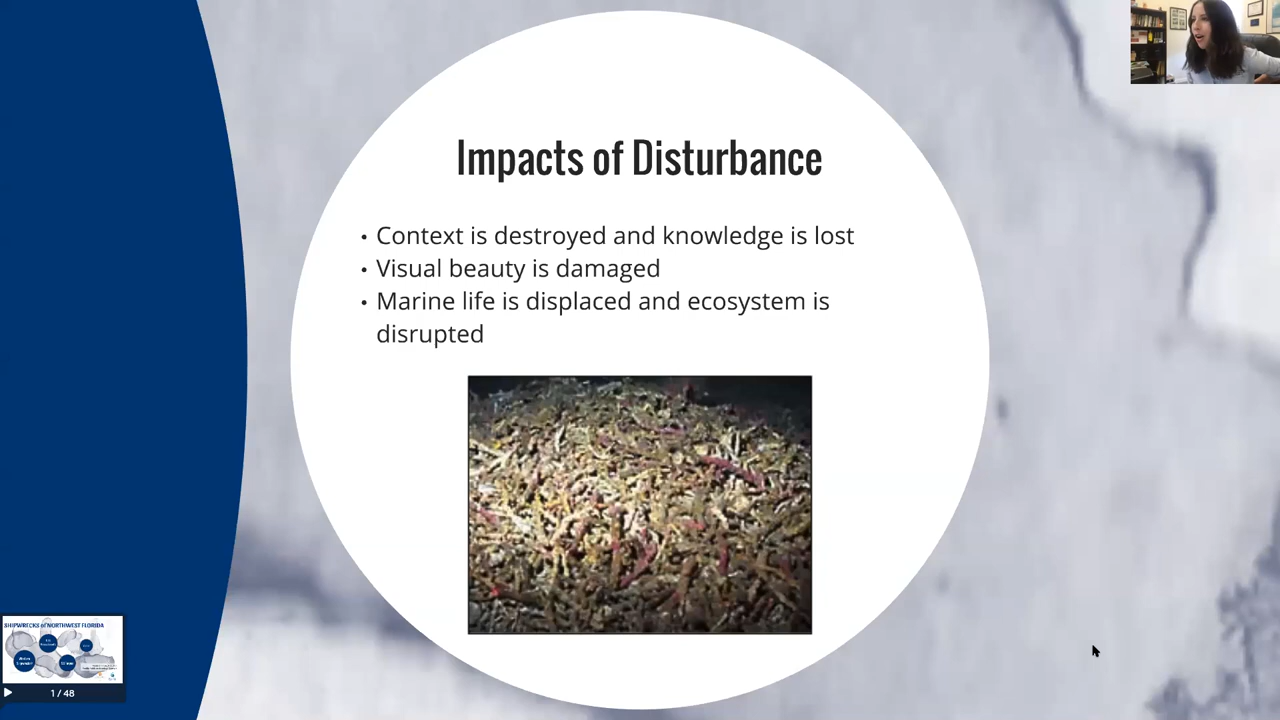 Impacts of Disturbance
• Context is destroyed and knowledge is lost
• Visual beauty is damaged
• Marine life is displaced and ecosystem is
disrupted
SHIPWRECKS of NORTHWEST FLORIDA
1 / 48